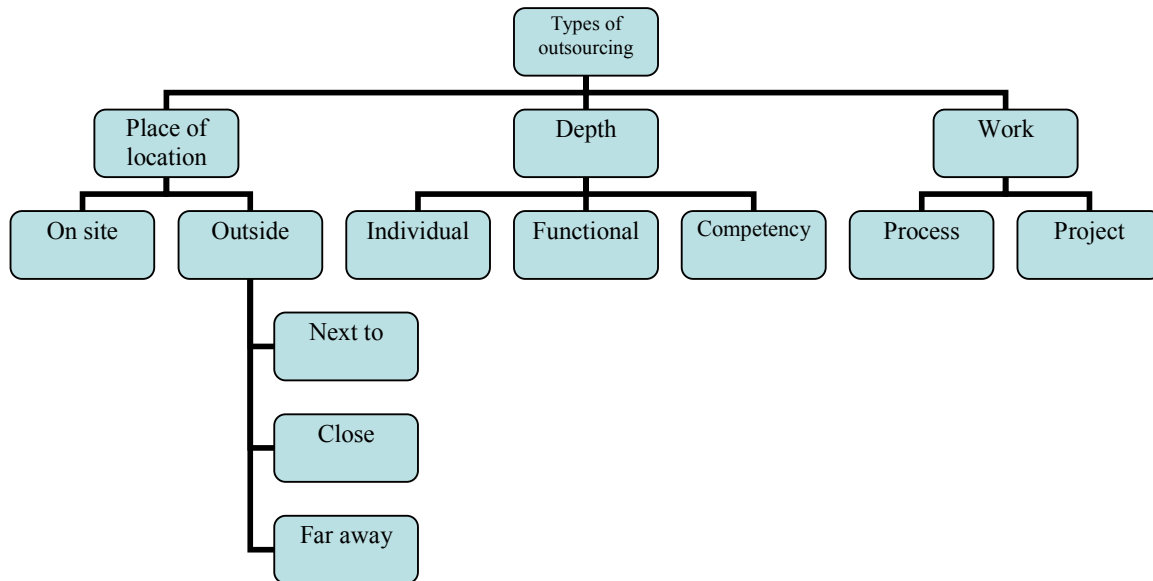 Types of
outsourcing
Place of
location
Depth
Work
On site
Outside
Individual
Functional
Competency
Process
Project
Next to
Close
Far away